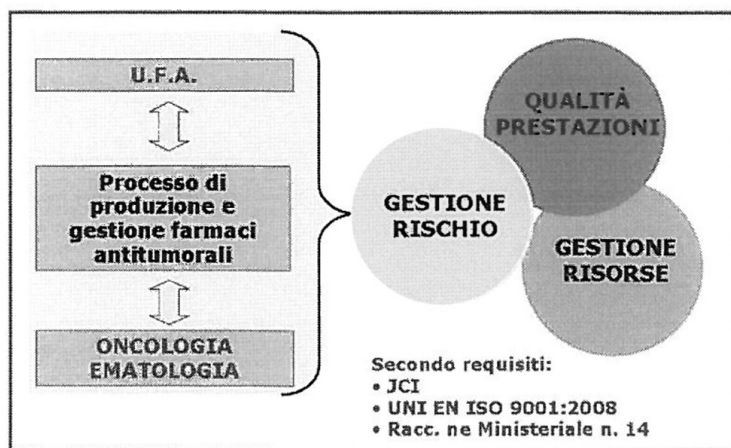 U.F.A.
Processo di
produzione e
gestione farmaci
antitumorali
ONCOLOGIA
EMATOLOGIA
QUALITÀ
PRESTAZIONI
GESTIONE
RISCHIO
GESTIONE
RISORSE
Secondo requisiti:
• JCI
• UNI EN ISO 9001:2008
• Racc. ne Ministeriale n. 14